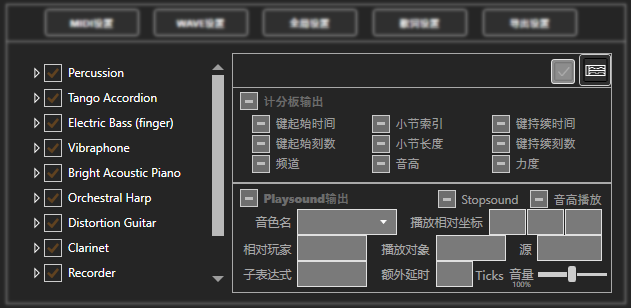 MIDI设置 WAVE设置 全局设置 歌词设置 导出设置
Percussion
Tango Accordion
Electric Bass (finger)
Vibraphone
Bright Acoustic Piano
Orchestral Harp
Distortion Guitar
Clarinet
Recorder
计分板输出
键起始时间 小节索引 键持续时间
键起始刻数 小节长度 键持续刻数
频道 音高 力度
Playsound输出 Stopsound 音高播放
音色名 播放相对坐标
相对玩家 播放对象 源
子表达式 额外延时 Ticks 音量
100%